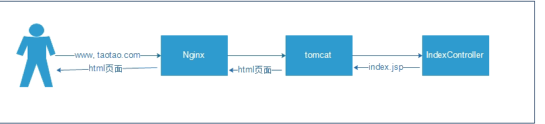 www, taotao.com
html页面
Nginx
html页面
tomcat
index.jsp
IndexController